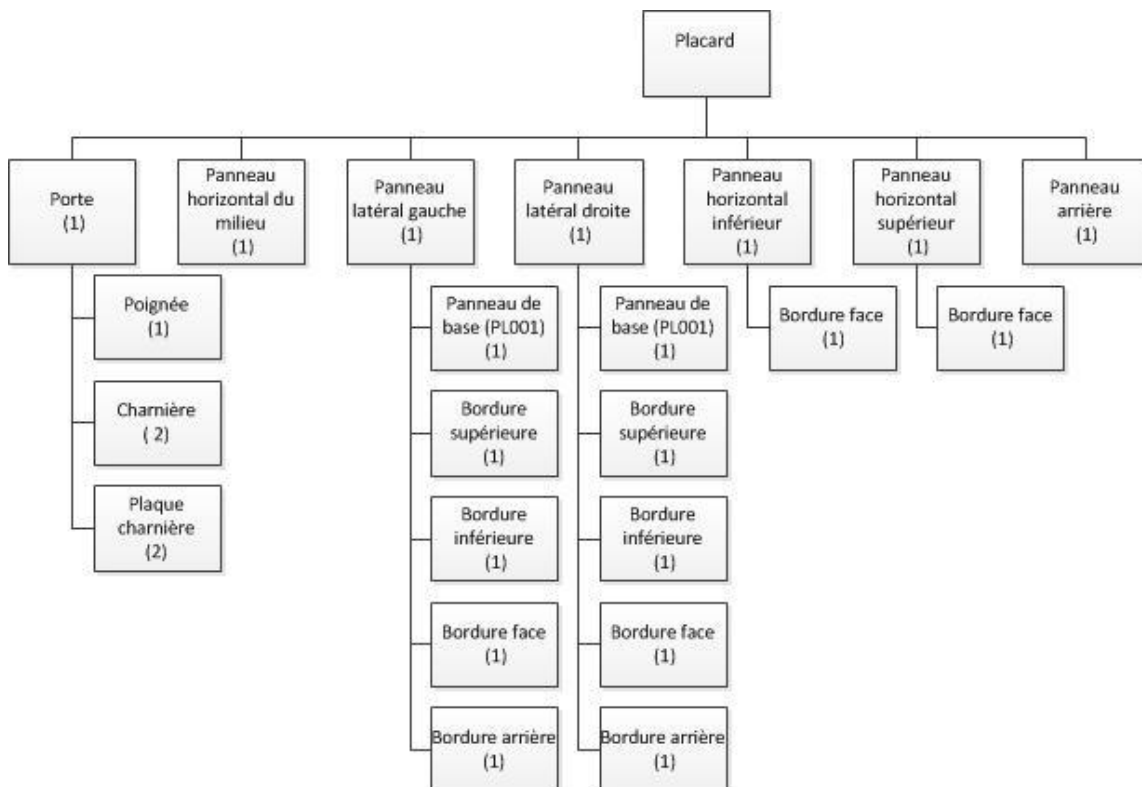 Placard
Porte
(1)
Panneau
horizontal du
milieu
(1)
Panneau
latéral gauche
(1)
Panneau
latéral droite
(1)
Panneau
horizontal
inférieur
(1)
Panneau
horizontal
supérieur
(1)
Panneau
arrière
(1)
Poignée
(1)
Charnière
( 2)
Plaque
charnière
(2)
Panneau de
base (PL001)
(1)
Bordure
supérieure
(1)
Bordure
inférieure
(1)
Bordure face
(1)
Bordure arrière
(1)
Panneau de
base (PL001)
(1)
Bordure
supérieure
(1)
Bordure
inférieure
(1)
Bordure face
(1)
Bordure arrière
(1)
Bordure face
(1)
Bordure face
(1)